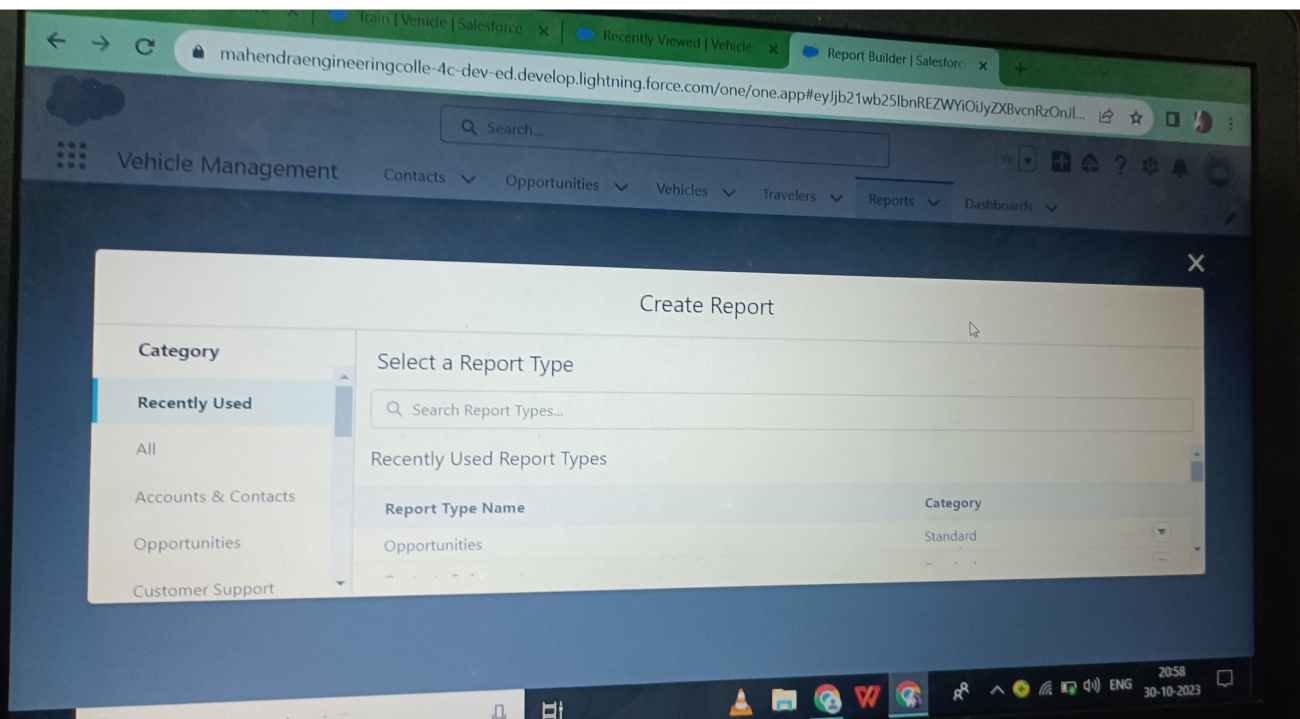 Train | Vehicle | Salesforce
Recently Viewed | Vehicle
Report Builder | Salesforc
mahendraengineeringcolle-4c-dev-ed.develop.lightning.force.com/one/one.app#eyJjb21wb25lbnREZWYiOiJyZXBvcnRzOnJl...
Search...
Vehicle Management
Contacts
Opportunities
Vehicles
Travelers
Reports
Dashboards
Create Report
Category
Select a Report Type
Recently Used
Search Report Types...
All
Recently Used Report Types
Accounts & Contacts
Report Type Name
Category
Opportunities
Opportunities
Standard
Customer Support
ENG
20:58
30-10-2023